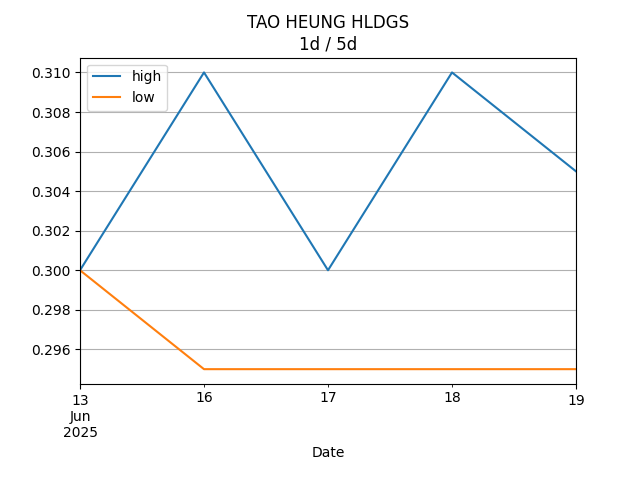 TAO HEUNG HLDGS
1d / 5d
high
low
0.310
0.308
0.306
0.304
0.302
0.300
0.298
0.296
13 16 17 18 19
Jun
2025
Date